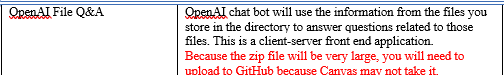 OpenAI File Q&A
OpenAI chat bot will use the information from the files you
store in the directory to answer questions related to those
files. This is a client-server front end application.
Because the zip file will be very large, you will need to
upload to GitHub because Canvas may not take it.